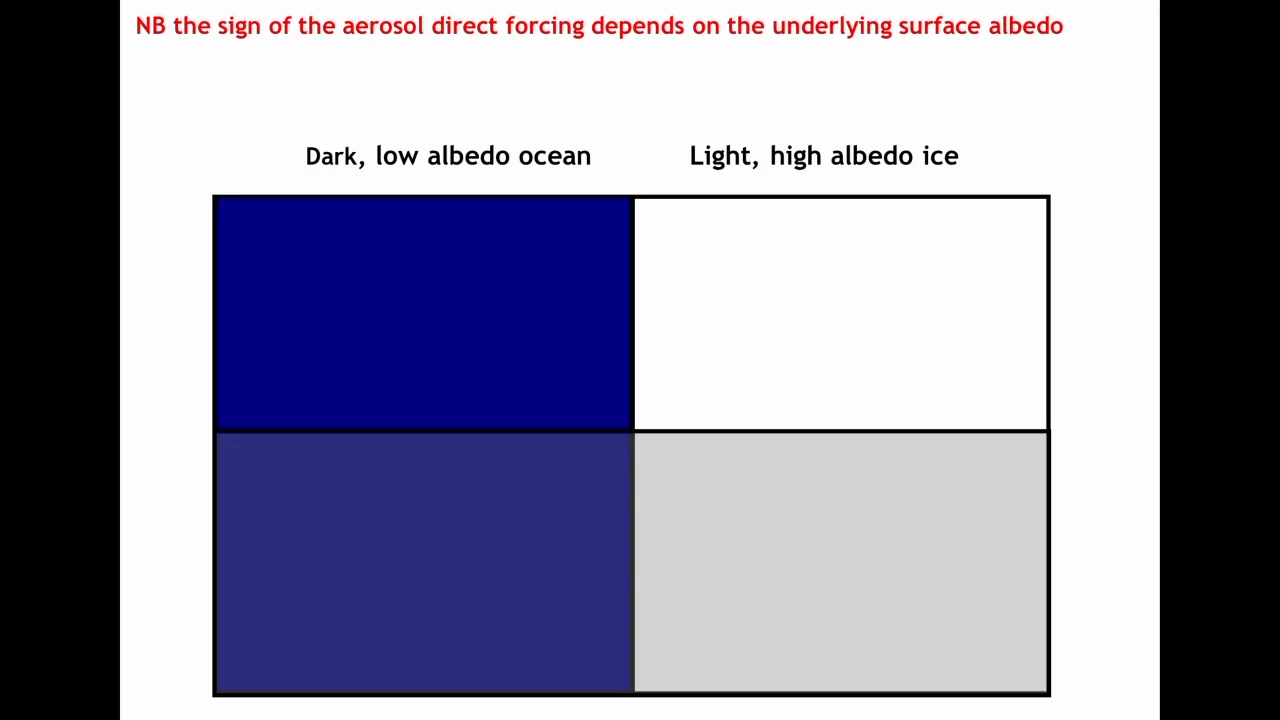 NB the sign of the aerosol direct forcing depends on the underlying surface albedo
Dark, low albedo ocean
Light, high albedo ice